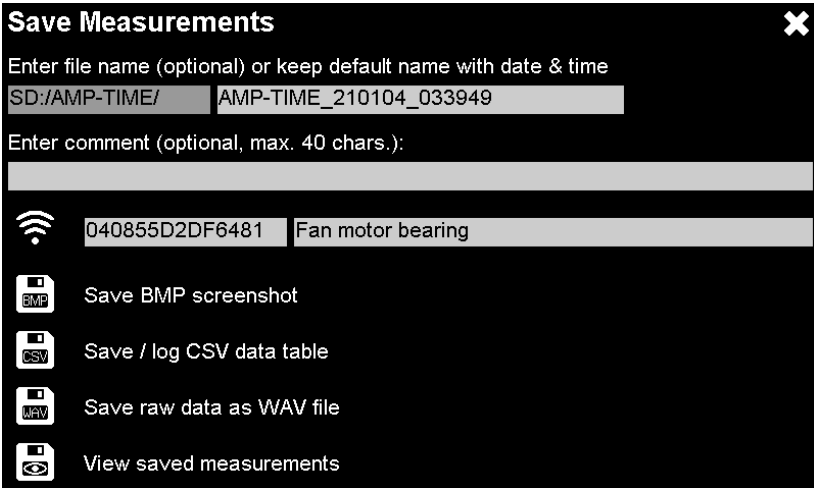 Save Measurements
Enter file name (optional) or keep default name with date & time
SD:/AMP-TIME/ AMP-TIME_210104_033949
Enter comment (optional, max. 40 chars.):
040855D2DF6481 Fan motor bearing
BMP Save BMP screenshot
CSV Save / log CSV data table
WAV Save raw data as WAV file
View saved measurements